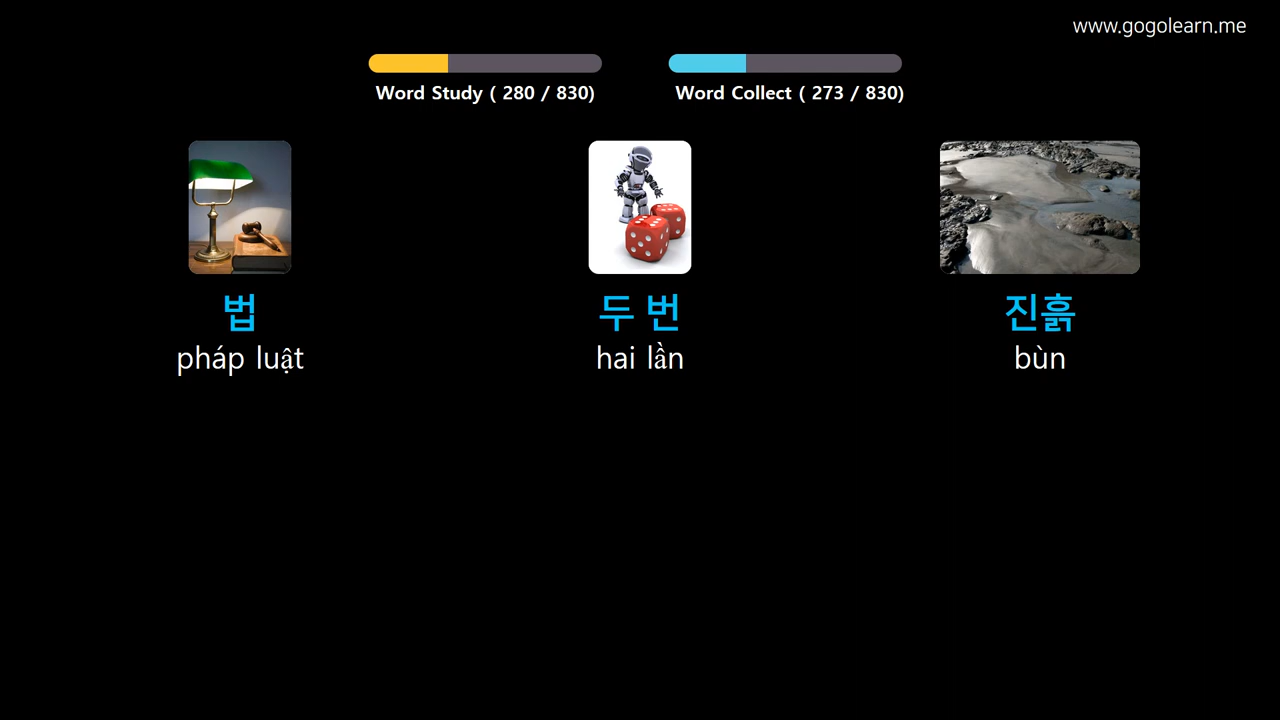 www.gogolearn.me
Word Study ( 280 / 830)
Word Collect ( 273 / 830)
법
두 번
진흙
pháp luật
hai lần
bùn